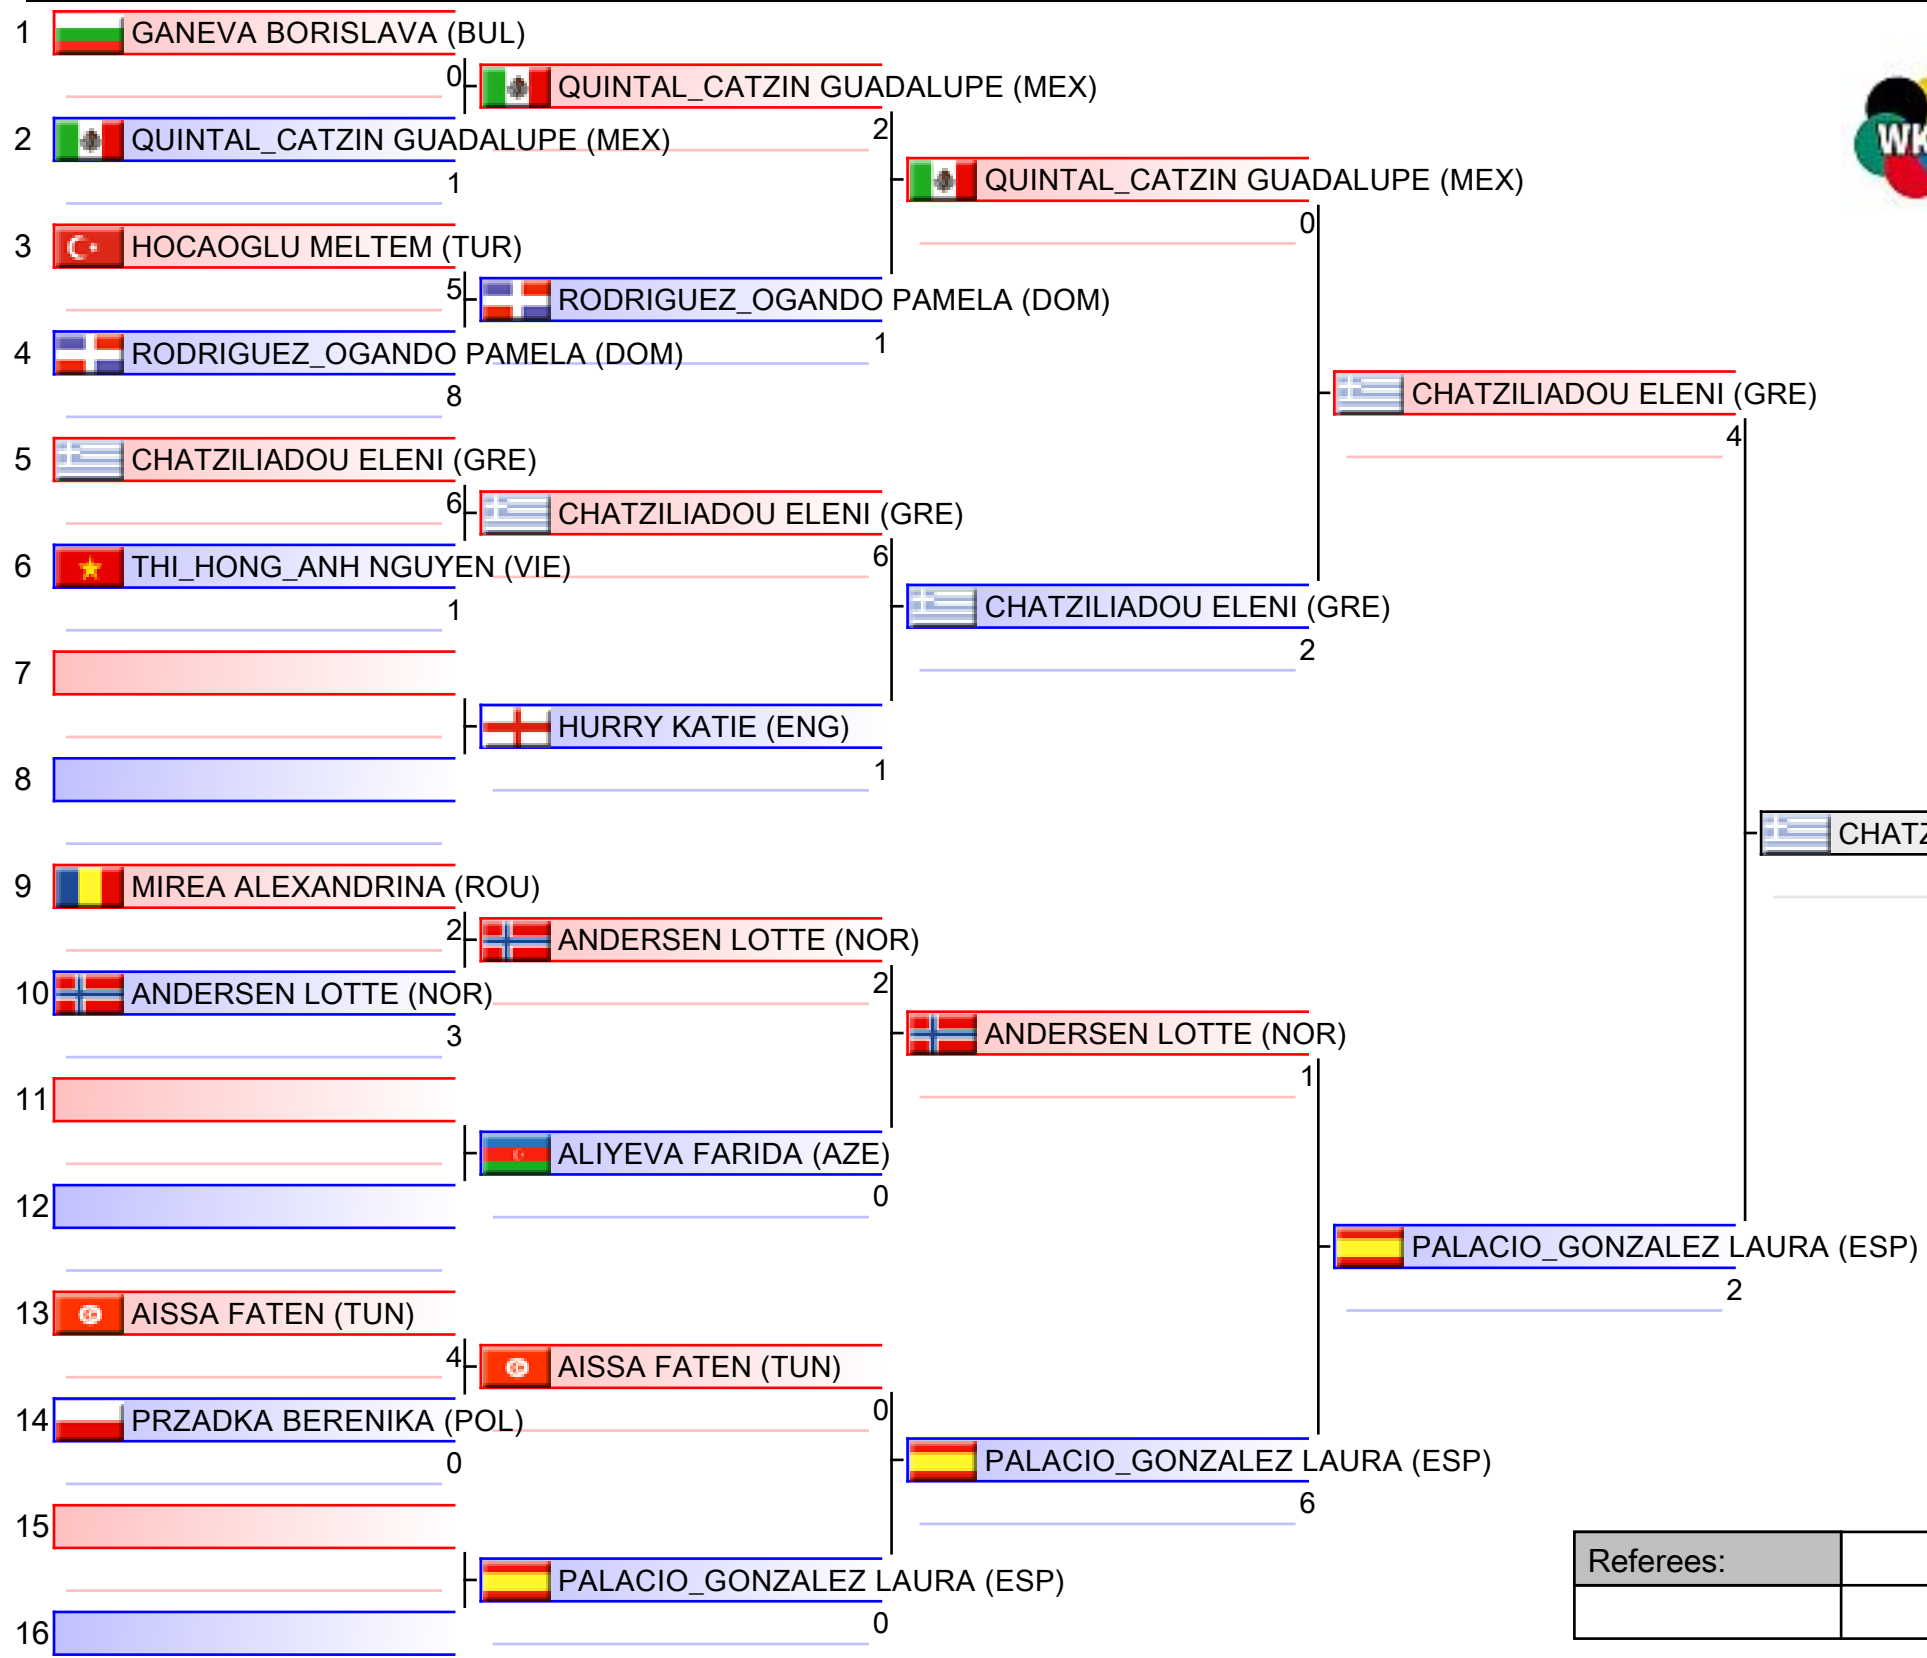 1 GANEVA BORISLAVA (BUL)
0 QUINTAL_CATZIN GUADALUPE (MEX)
2 QUINTAL_CATZIN GUADALUPE (MEX)
2
1
QUINTAL_CATZIN GUADALUPE (MEX)
WK
0
3 HOCAOGLU MELTEM (TUR)
5 RODRIGUEZ_OGANDO PAMELA (DOM)
4 RODRIGUEZ_OGANDO PAMELA (DOM)
1
8
CHATZILIADOU ELENI (GRE)
4
5 CHATZILIADOU ELENI (GRE)
6 CHATZILIADOU ELENI (GRE)
6 THI_HONG_ANH NGUYEN (VIE)
6
1
CHATZILIADOU ELENI (GRE)
2
7
HURRY KATIE (ENG)
8
1
CHATZ
9 MIREA ALEXANDRINA (ROU)
2 ANDERSEN LOTTE (NOR)
10 ANDERSEN LOTTE (NOR)
2
3
ANDERSEN LOTTE (NOR)
1
11
ALIYEVA FARIDA (AZE)
12
0
PALACIO_GONZALEZ LAURA (ESP)
2
13 AISSA FATEN (TUN)
4 AISSA FATEN (TUN)
14 PRZADKA BERENIKA (POL)
0
0
PALACIO_GONZALEZ LAURA (ESP)
6
15
PALACIO_GONZALEZ LAURA (ESP)
Referees:
16
0